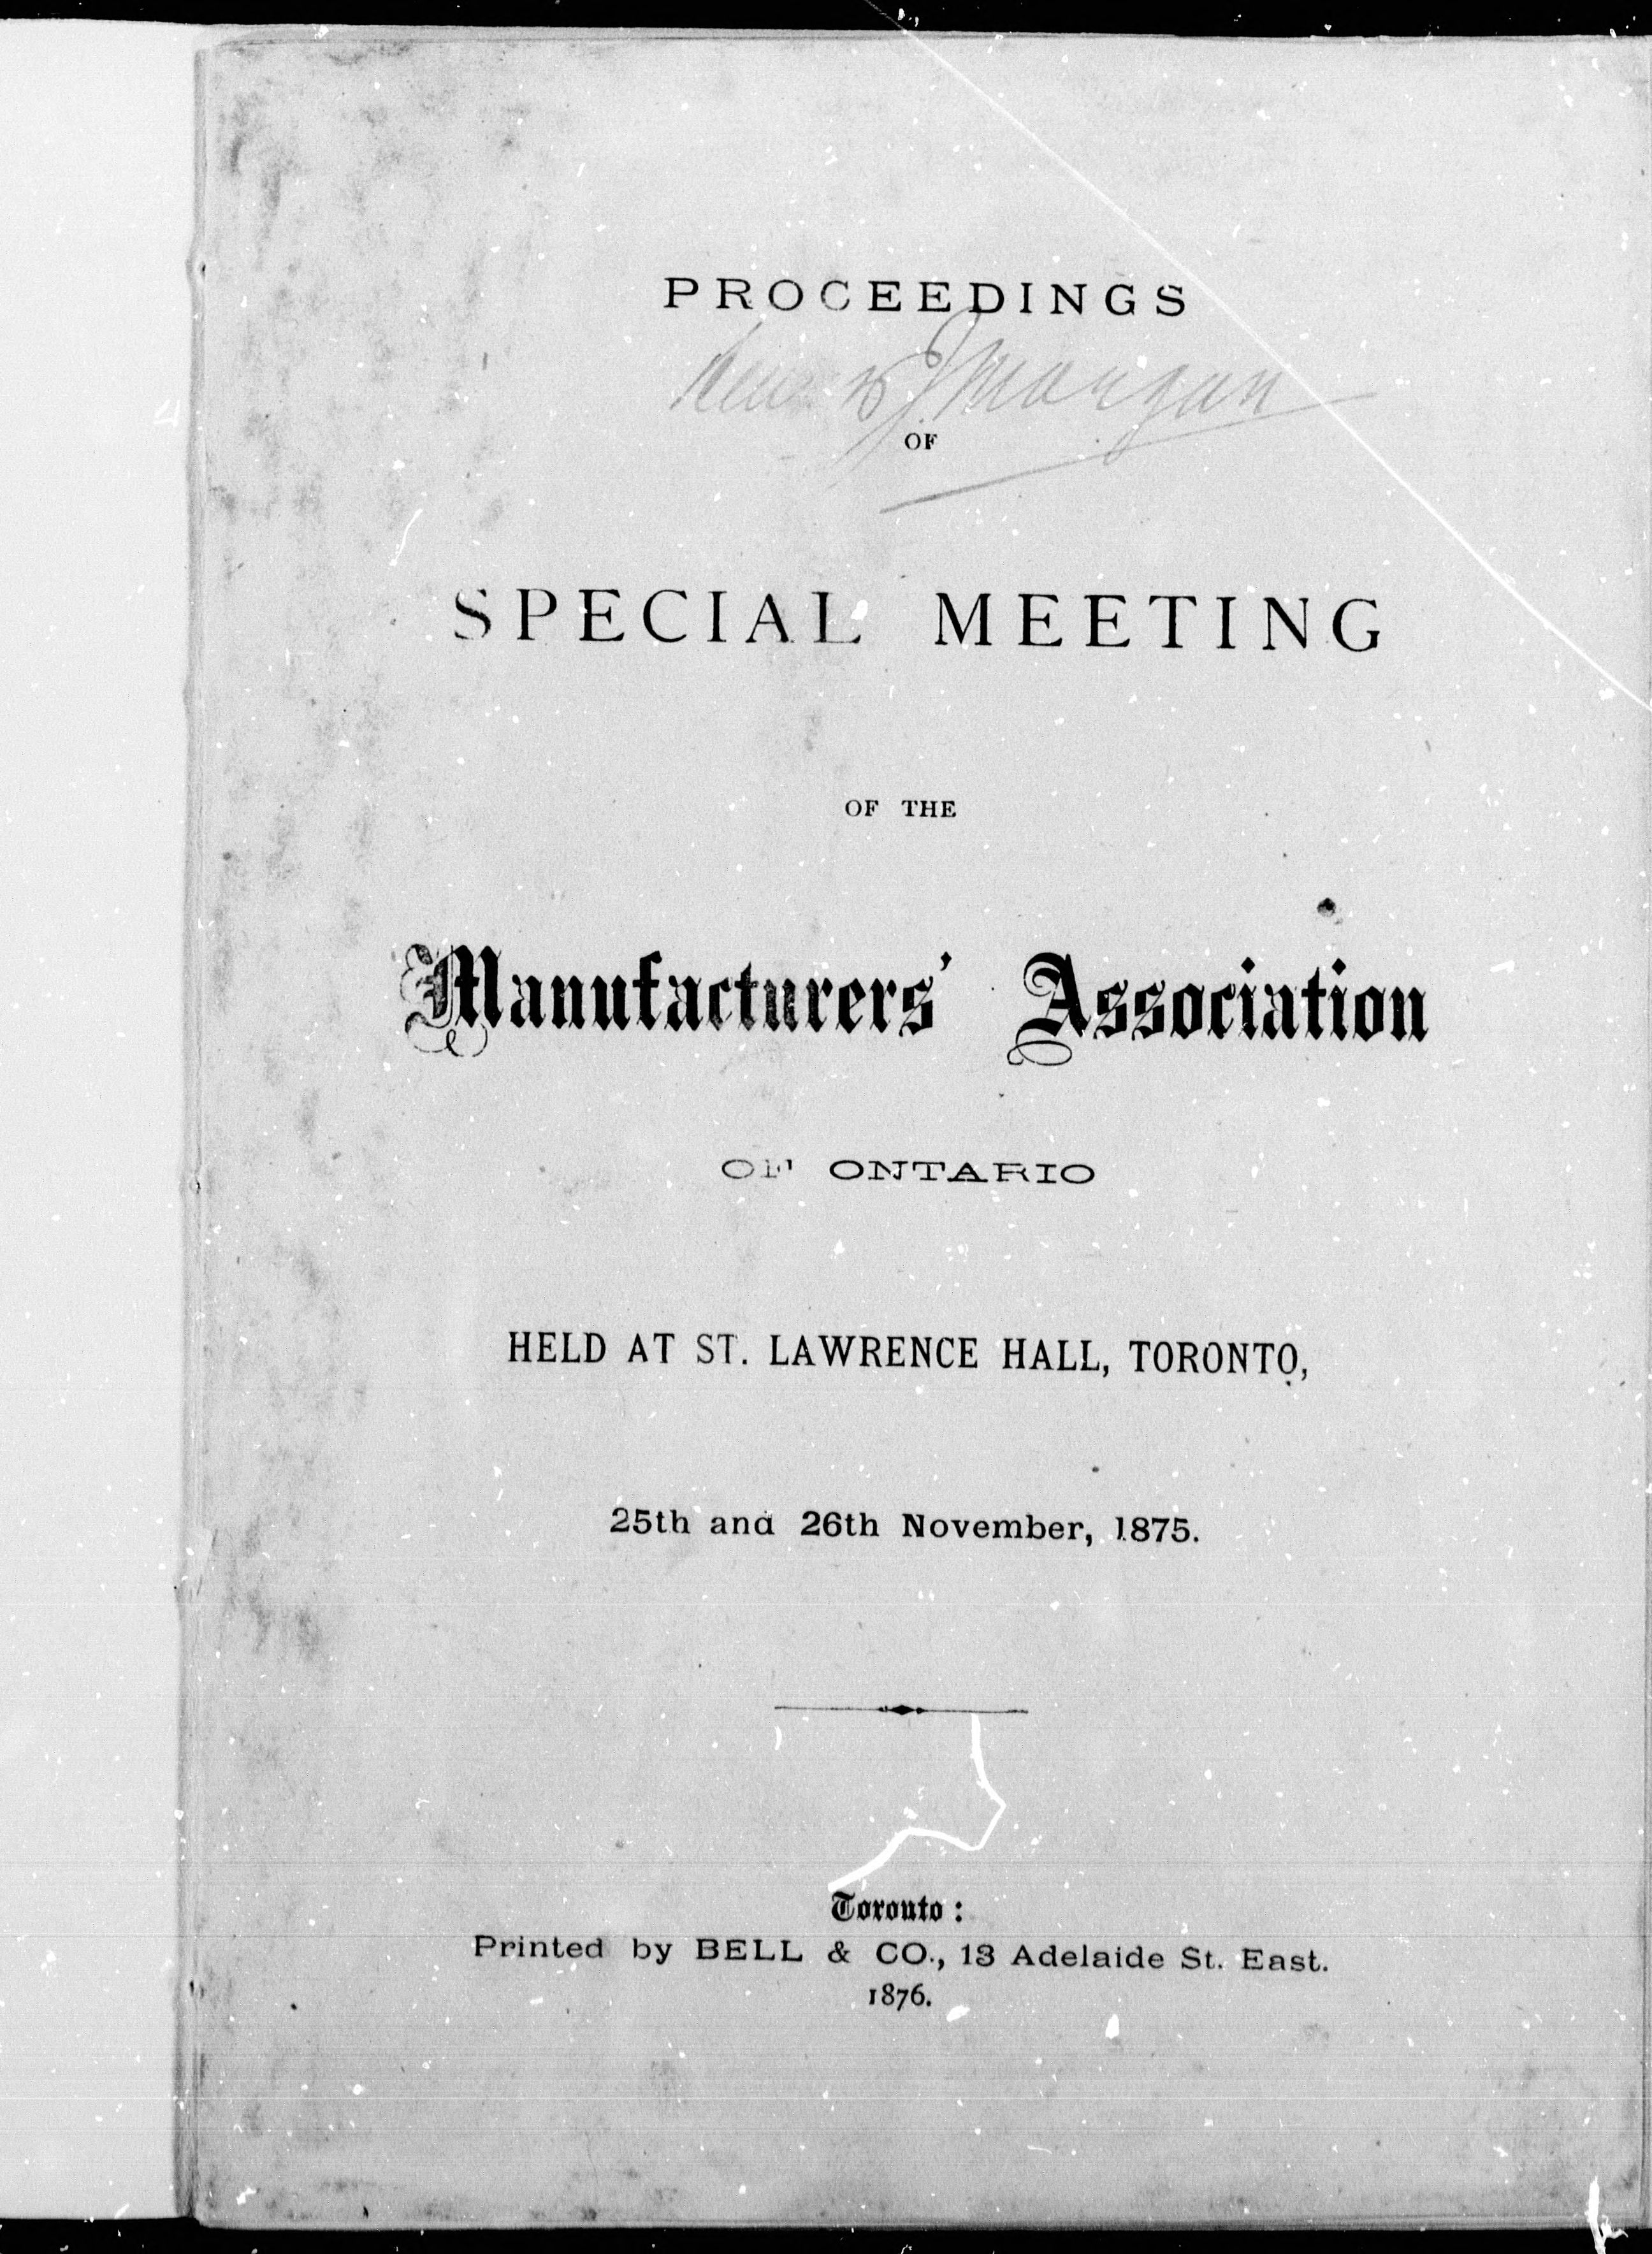 PROCEEDINGS
J. Morgan
OF
SPECIAL MEETING
OF THE
Manufacturers' Association
OF ONTARIO
HELD AT ST. LAWRENCE HALL, TORONTO,
25th and 26th November, 1875.
Toronto:
Printed by BELL & CO., 13 Adelaide St. East.
1876.